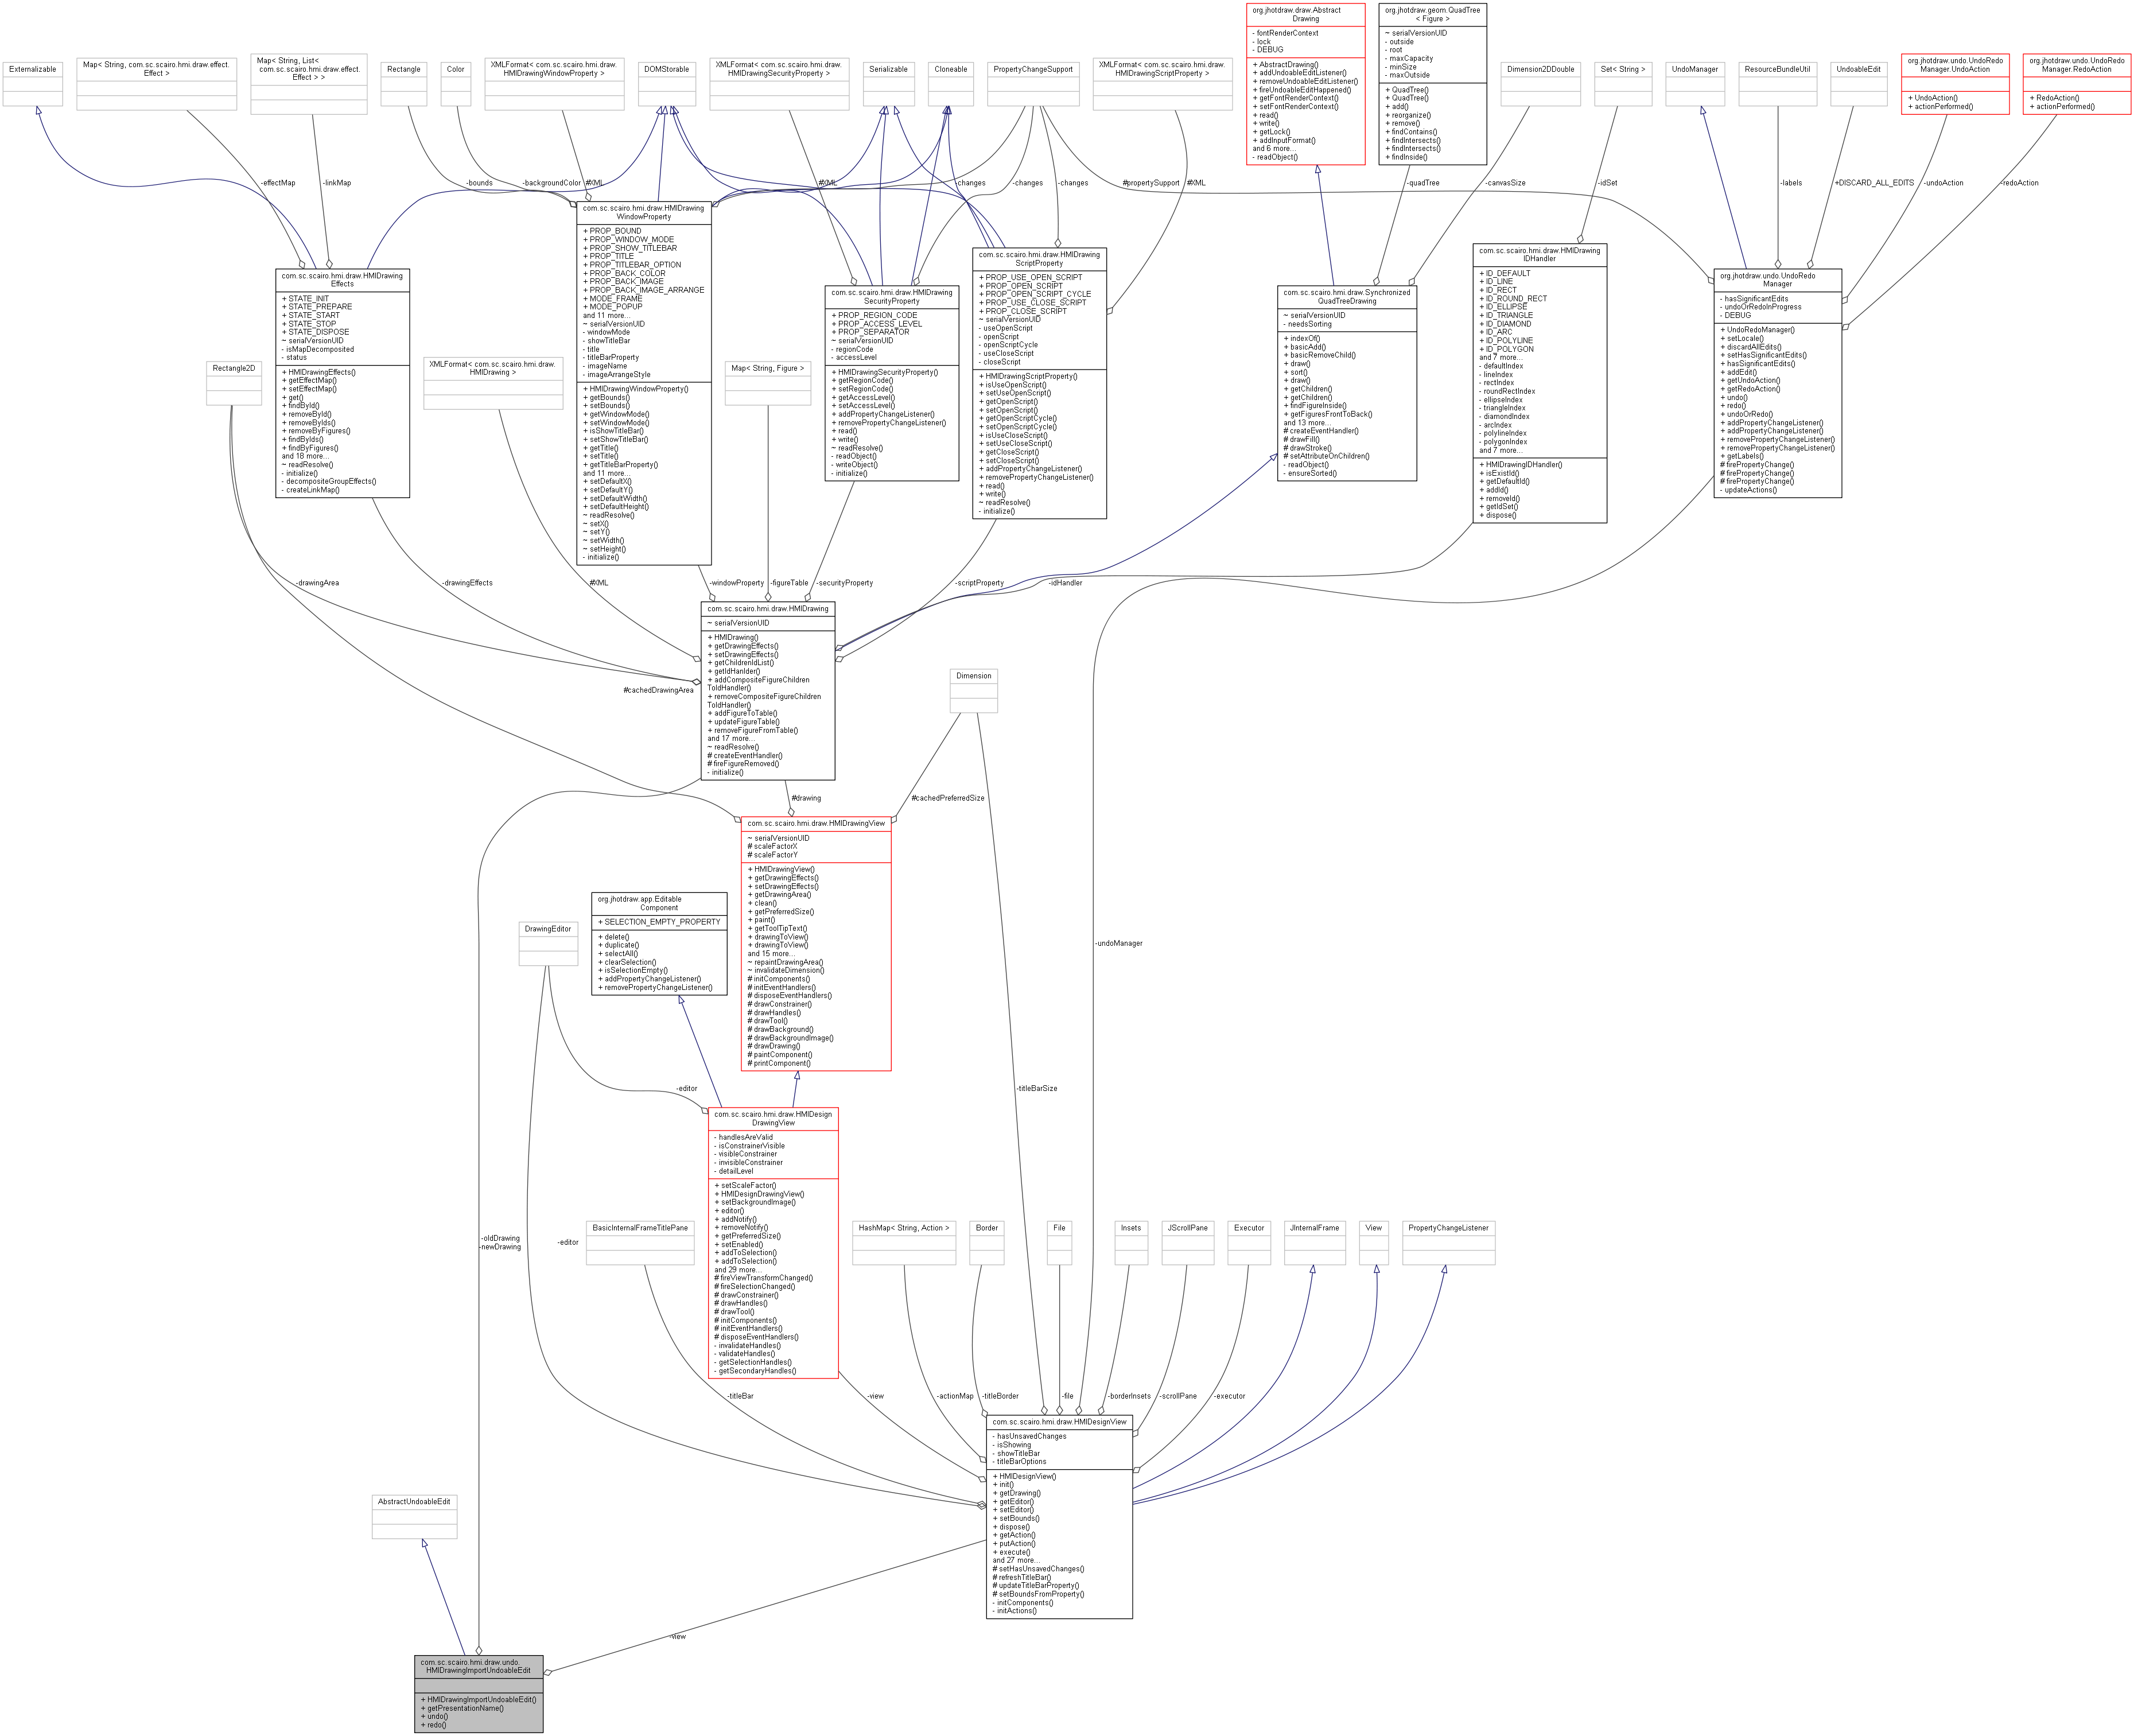 org.jhotdraw.draw.Abstract
Drawing
- fontRenderContext
- lock
- DEBUG
+ AbstractDrawing()
+ addUndoableEditListener()
+ removeUndoableEditListener()
+ fireUndoableEditHappened()
+ getFontRenderContext()
+ setFontRenderContext()
+ read()
+ write()
+ getLock()
+ addInputFormat()
and 6 more...
- readObject()
org.jhotdraw.geom.QuadTree
< Figure >
~ serialVersionUID
- outside
- root
- maxCapacity
- minSize
- maxOutside
+ QuadTree()
+ QuadTree()
+ add()
+ reorganize()
+ remove()
+ findContains()
+ findIntersects()
+ findIntersects()
+ findInside()
Externalizable
Map< String, com.sc.scairo.hmi.draw.effect.
Effect >
Map< String, List<
com.sc.scairo.hmi.draw.effect.
Effect > >
Rectangle
Color
XMLFormat< com.sc.scairo.hmi.draw.
HMIDrawingWindowProperty >
DOMStorable
XMLFormat< com.sc.scairo.hmi.draw.
HMIDrawingSecurityProperty >
Serializable
Cloneable
PropertyChangeSupport
XMLFormat< com.sc.scairo.hmi.draw.
HMIDrawingScriptProperty >
Dimension2DDouble
Set< String >
UndoManager
ResourceBundleUtil
UndoableEdit
org.jhotdraw.undo.UndoRedo
Manager.UndoAction
+ UndoAction()
+ actionPerformed()
org.jhotdraw.undo.UndoRedo
Manager.RedoAction
+ RedoAction()
+ actionPerformed()
-effectMap
-linkMap
-bounds
-backgroundColor
#XML
#XML
-changes
-changes
-changes
#propertySupport
#XML
-quadTree
-canvasSize
-idSet
-labels
+DISCARD_ALL_EDITS
-undoAction
-redoAction
com.sc.scairo.hmi.draw.HMIDrawing
Effects
+ STATE_INIT
+ STATE_PREPARE
+ STATE_START
+ STATE_STOP
+ STATE_DISPOSE
~ serialVersionUID
- isMapDecomposited
- status
+ HMIDrawingEffects()
+ getEffectMap()
+ setEffectMap()
+ get()
+ findById()
+ removeById()
+ removeByIds()
+ removeByFigures()
+ findByIds()
+ findByFigures()
and 18 more...
~ readResolve()
- initialize()
- decompositeGroupEffects()
- createLinkMap()
com.sc.scairo.hmi.draw.HMIDrawing
WindowProperty
+ PROP_BOUND
+ PROP_WINDOW_MODE
+ PROP_SHOW_TITLEBAR
+ PROP_TITLE
+ PROP_TITLEBAR_OPTION
+ PROP_BACK_COLOR
+ PROP_BACK_IMAGE
+ PROP_BACK_IMAGE_ARRANGE
+ MODE_FRAME
+ MODE_POPUP
and 11 more...
~ serialVersionUID
- windowMode
- showTitleBar
- title
- titleBarProperty
- imageName
- imageArrangeStyle
+ HMIDrawingWindowProperty()
+ getBounds()
+ setBounds()
+ getWindowMode()
+ setWindowMode()
+ isShowTitleBar()
+ setShowTitleBar()
+ getTitle()
+ setTitle()
+ getTitleBarProperty()
and 11 more...
+ setDefaultX()
+ setDefaultY()
+ setDefaultWidth()
+ setDefaultHeight()
~ readResolve()
~ setX()
~ setY()
~ setWidth()
~ setHeight()
- initialize()
com.sc.scairo.hmi.draw.HMIDrawing
SecurityProperty
+ PROP_REGION_CODE
+ PROP_ACCESS_LEVEL
+ PROP_SEPARATOR
~ serialVersionUID
- regionCode
- accessLevel
+ HMIDrawingSecurityProperty()
+ getRegionCode()
+ setRegionCode()
+ getAccessLevel()
+ setAccessLevel()
+ addPropertyChangeListener()
+ removePropertyChangeListener()
+ read()
+ write()
~ readResolve()
- readObject()
- writeObject()
- initialize()
com.sc.scairo.hmi.draw.HMIDrawing
ScriptProperty
+ PROP_USE_OPEN_SCRIPT
+ PROP_OPEN_SCRIPT
+ PROP_OPEN_SCRIPT_CYCLE
+ PROP_USE_CLOSE_SCRIPT
+ PROP_CLOSE_SCRIPT
~ serialVersionUID
- useOpenScript
- openScript
- openScriptCycle
- useCloseScript
- closeScript
+ HMIDrawingScriptProperty()
+ isUseOpenScript()
+ setUseOpenScript()
+ getOpenScript()
+ setOpenScript()
+ getOpenScriptCycle()
+ setOpenScriptCycle()
+ isUseCloseScript()
+ setUseCloseScript()
+ getCloseScript()
+ setCloseScript()
+ addPropertyChangeListener()
+ removePropertyChangeListener()
+ read()
+ write()
~ readResolve()
- initialize()
com.sc.scairo.hmi.draw.Synchronized
QuadTreeDrawing
~ serialVersionUID
- needsSorting
+ indexOf()
+ basicAdd()
+ basicRemoveChild()
+ draw()
+ sort()
+ draw()
+ getChildren()
+ getChildren()
+ findFigureInside()
+ getFiguresFrontToBack()
and 13 more...
# createEventHandler()
# drawFill()
# drawStroke()
# setAttributeOnChildren()
- readObject()
- ensureSorted()
com.sc.scairo.hmi.draw.HMIDrawing
IDHandler
+ ID_DEFAULT
+ ID_LINE
+ ID_RECT
+ ID_ROUND_RECT
+ ID_ELLIPSE
+ ID_TRIANGLE
+ ID_DIAMOND
+ ID_ARC
+ ID_POLYLINE
+ ID_POLYGON
and 7 more...
- defaultIndex
- lineIndex
- rectIndex
- roundRectIndex
- ellipseIndex
- triangleIndex
- diamondIndex
- arcIndex
- polylineIndex
- polygonIndex
and 7 more...
+ HMIDrawingIDHandler()
+ isExistId()
+ getDefaultId()
+ addId()
+ removeId()
+ getIdSet()
+ dispose()
org.jhotdraw.undo.UndoRedo
Manager
- hasSignificantEdits
- undoOrRedoInProgress
- DEBUG
+ UndoRedoManager()
+ setLocale()
+ discardAllEdits()
+ setHasSignificantEdits()
+ hasSignificantEdits()
+ addEdit()
+ getUndoAction()
+ getRedoAction()
+ undo()
+ redo()
+ undoOrRedo()
+ addPropertyChangeListener()
+ addPropertyChangeListener()
+ removePropertyChangeListener()
+ removePropertyChangeListener()
+ getLabels()
# firePropertyChange()
# firePropertyChange()
# firePropertyChange()
- updateActions()
Rectangle2D
XMLFormat< com.sc.scairo.hmi.draw.
HMIDrawing >
Map< String, Figure >
-drawingArea
-drawingEffects
#XML
-windowProperty
-figureTable
-securityProperty
-scriptProperty
-idHandler
com.sc.scairo.hmi.draw.HMIDrawing
~ serialVersionUID
+ HMIDrawing()
+ getDrawingEffects()
+ setDrawingEffects()
+ getChildrenIdList()
+ getIdHanlder()
+ addCompositeFigureChildren
ToIdHandler()
+ removeCompositeFigureChildren
ToIdHandler()
+ addFigureToTable()
+ updateFigureTable()
+ removeFigureFromTable()
and 17 more...
~ readResolve()
# createEventHandler()
# fireFigureRemoved()
- initialize()
#cachedDrawingArea
Dimension
#drawing
#cachedPreferredSize
com.sc.scairo.hmi.draw.HMIDrawingView
~ serialVersionUID
# scaleFactorX
# scaleFactorY
+ HMIDrawingView()
+ getDrawingEffects()
+ setDrawingEffects()
+ getDrawingArea()
+ clean()
+ getPreferredSize()
+ paint()
+ getToolTipText()
+ drawingToView()
+ drawingToView()
and 15 more...
~ repaintDrawingArea()
~ invalidateDimension()
# initComponents()
# initEventHandlers()
# disposeEventHandlers()
# drawConstrainer()
# drawHandles()
# drawTool()
# drawBackground()
# drawBackgroundImage()
# drawDrawing()
# paintComponent()
# printComponent()
org.jhotdraw.app.Editable
Component
+ SELECTION_EMPTY_PROPERTY
+ delete()
+ duplicate()
+ selectAll()
+ clearSelection()
+ isSelectionEmpty()
+ addPropertyChangeListener()
+ removePropertyChangeListener()
DrawingEditor
-undoManager
-editor
-titleBarSize
com.sc.scairo.hmi.draw.HMIDesign
DrawingView
- handlesAreValid
- isConstrainerVisible
- visibleConstrainer
- invisibleConstrainer
- detailLevel
+ setScaleFactor()
+ HMIDesignDrawingView()
+ setBackgroundImage()
+ editor()
+ addNotify()
+ removeNotify()
+ getPreferredSize()
+ setEnabled()
+ addToSelection()
+ addToSelection()
and 29 more...
# fireViewTransformChanged()
# fireSelectionChanged()
# drawConstrainer()
# drawHandles()
# drawTool()
# initComponents()
# initEventHandlers()
# disposeEventHandlers()
- invalidateHandles()
- validateHandles()
- getSelectionHandles()
- getSecondaryHandles()
-oldDrawing
-newDrawing
-editor
BasicInternalFrameTitlePane
HashMap< String, Action >
Border
File
Insets
JScrollPane
Executor
JInternalFrame
View
PropertyChangeListener
-titleBar
-view
-actionMap
-titleBorder
-file
-borderInsets
-scrollPane
-executor
com.sc.scairo.hmi.draw.HMIDesignView
- hasUnsavedChanges
- isShowing
- showTitleBar
- titleBarOptions
+ HMIDesignView()
+ init()
+ getDrawing()
+ getEditor()
+ setEditor()
+ setBounds()
+ dispose()
+ getAction()
+ putAction()
+ execute()
and 27 more...
# setHasUnsavedChanges()
# refreshTitleBar()
# updateTitleBarProperty()
# setBoundsFromProperty()
- initComponents()
- initActions()
AbstractUndoableEdit
-view
com.sc.scairo.hmi.draw.undo.
HMIDrawingImportUndoableEdit
+ HMIDrawingImportUndoableEdit()
+ getPresentationName()
+ undo()
+ redo()